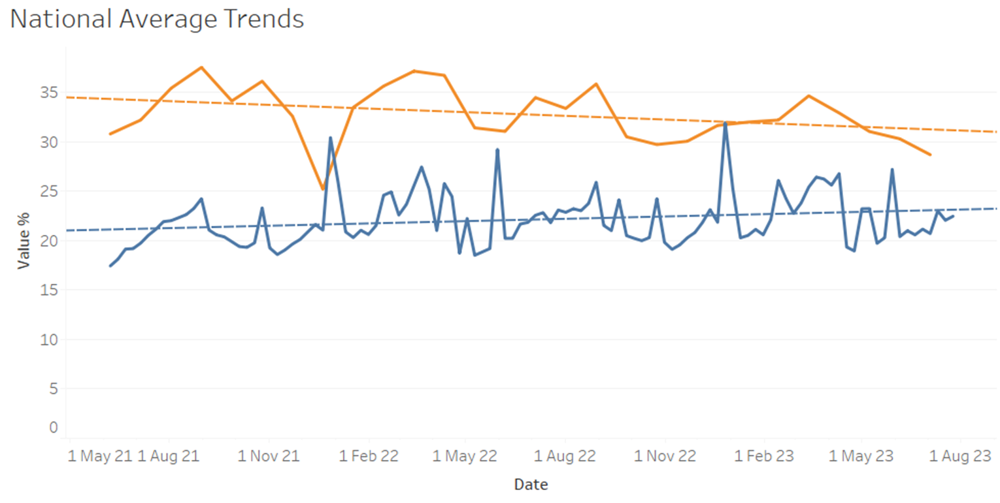 National Average Trends
35
30
25
20
15
10
5
0
Value %
1 May 21 1 Aug 21 1 Nov 21 1 Feb 22 1 May 22 1 Aug 22 1 Nov 22 1 Feb 23 1 May 23 1 Aug 23
Date